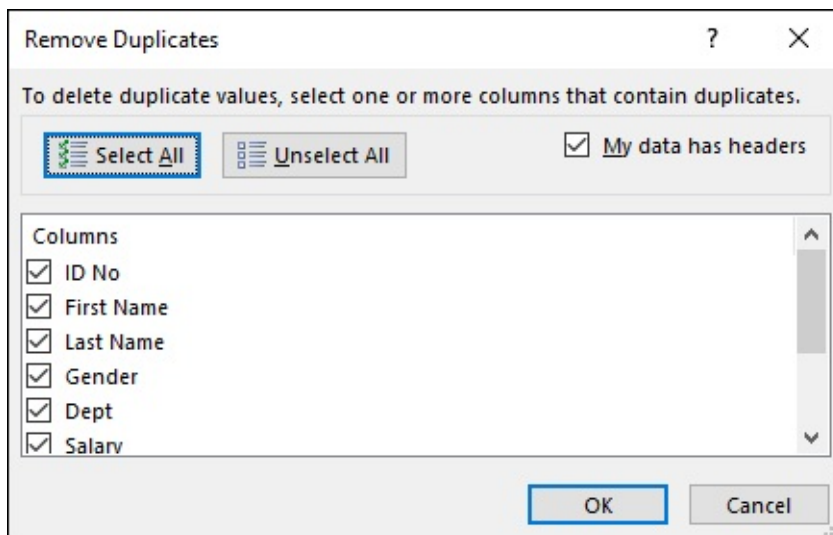 Remove Duplicates ?
To delete duplicate values, select one or more columns that contain duplicates.
Select All Unselect All My data has headers
Columns
ID No
First Name
Last Name
Gender
Dept
Salary
OK Cancel